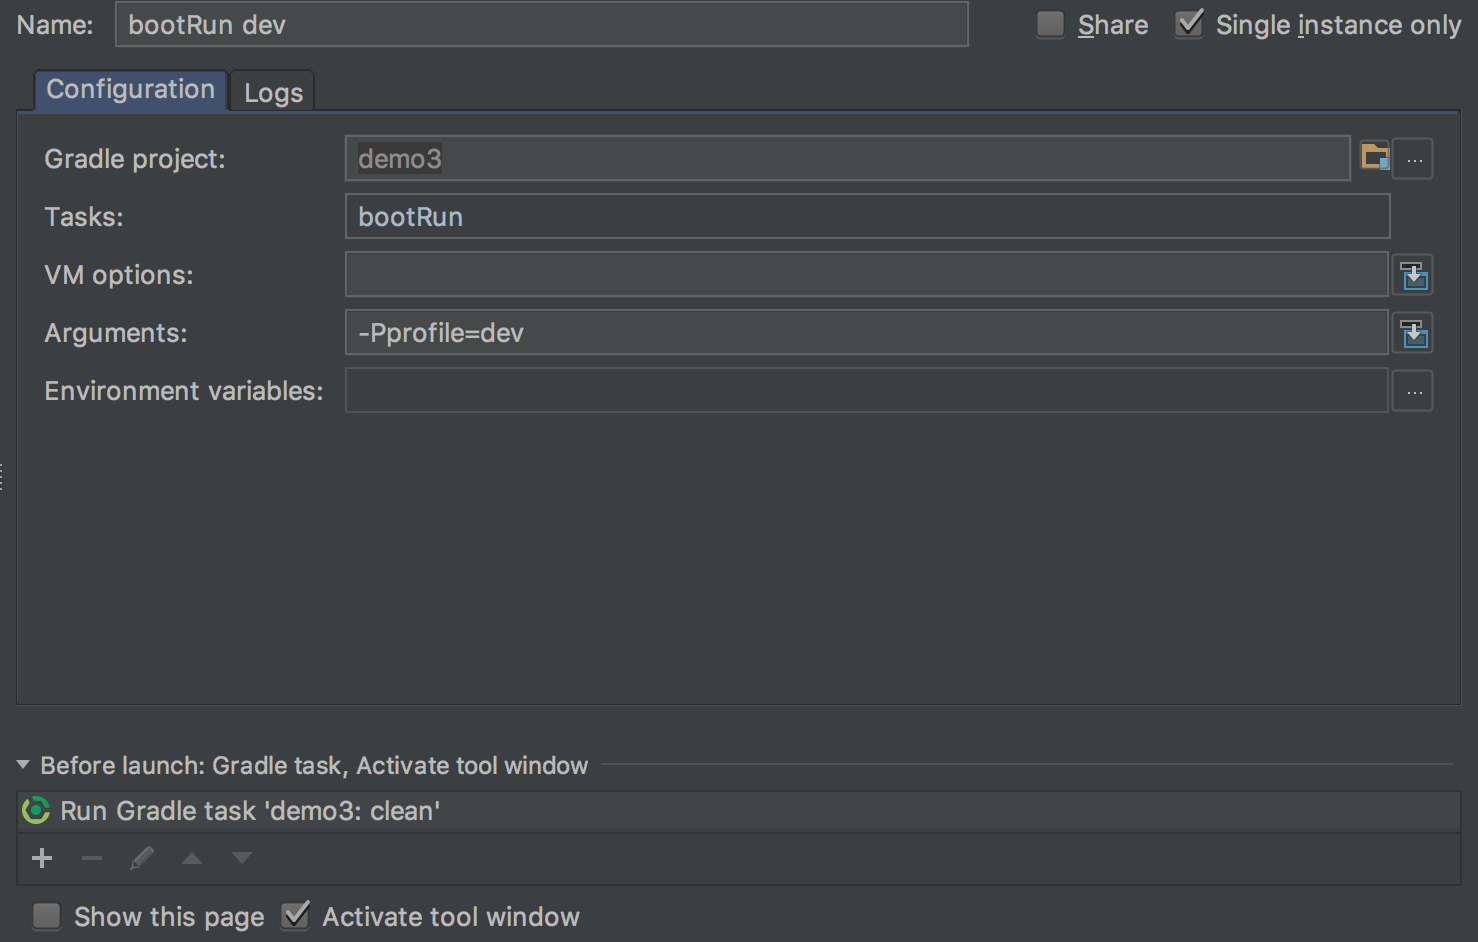 Name: bootRun dev Share Single instance only
Configuration Logs
Gradle project: demo3 ...
Tasks: bootRun
VM options:
Arguments: -Pprofile=dev
Environment variables: ...
Before launch: Gradle task, Activate tool window
Run Gradle task 'demo3: clean'
Show this page Activate tool window